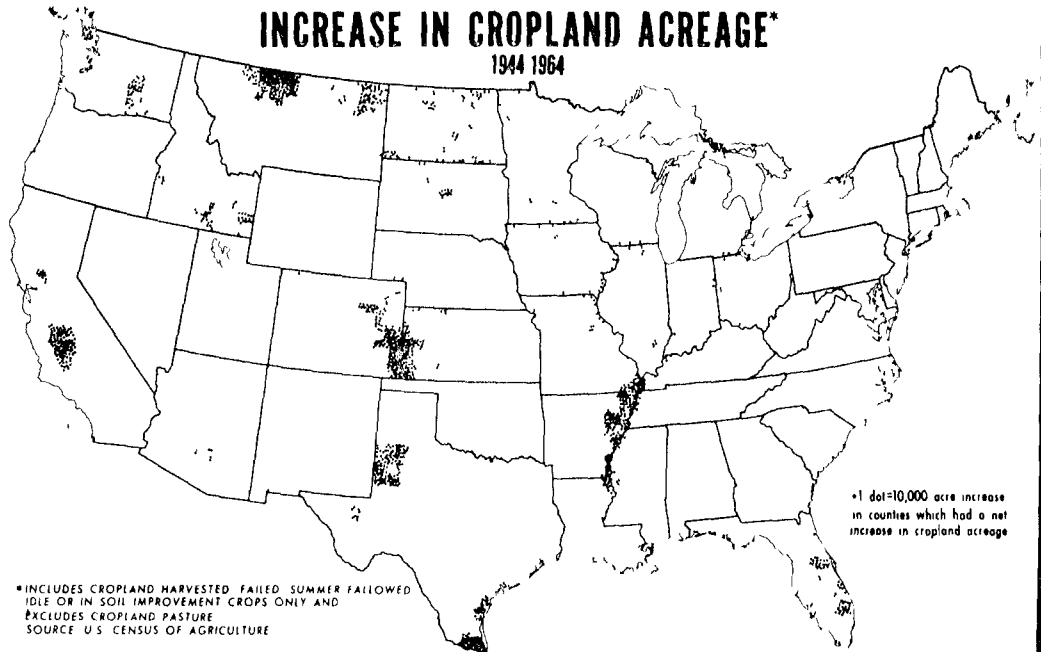 INCREASE IN CROPLAND ACREAGE*
1944 1964
*1 dot=10,000 acre increase
in counties which had a net
increase in cropland acreage
*INCLUDES CROPLAND HARVESTED FAILED SUMMER FALLOWED
IDLE OR IN SOIL IMPROVEMENT CROPS ONLY AND
EXCLUDES CROPLAND PASTURE
SOURCE U S CENSUS OF AGRICULTURE